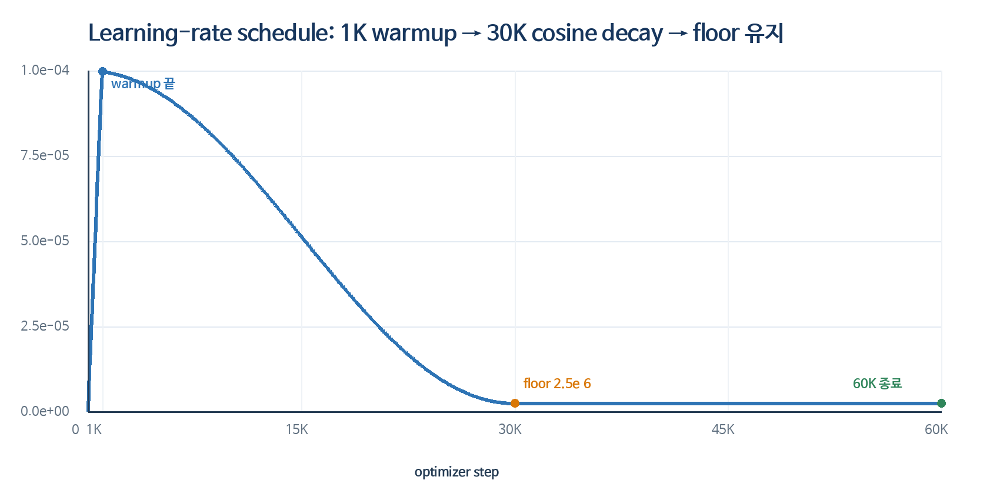 Learning-rate schedule: 1K warmup → 30K cosine decay → floor 유지
1.0e-04
warmup 끝
7.5e-05
5.0e-05
2.5e-05
floor 2.5e 6
60K 종료
0.0e+00
0 1K 15K 30K 45K 60K
optimizer step